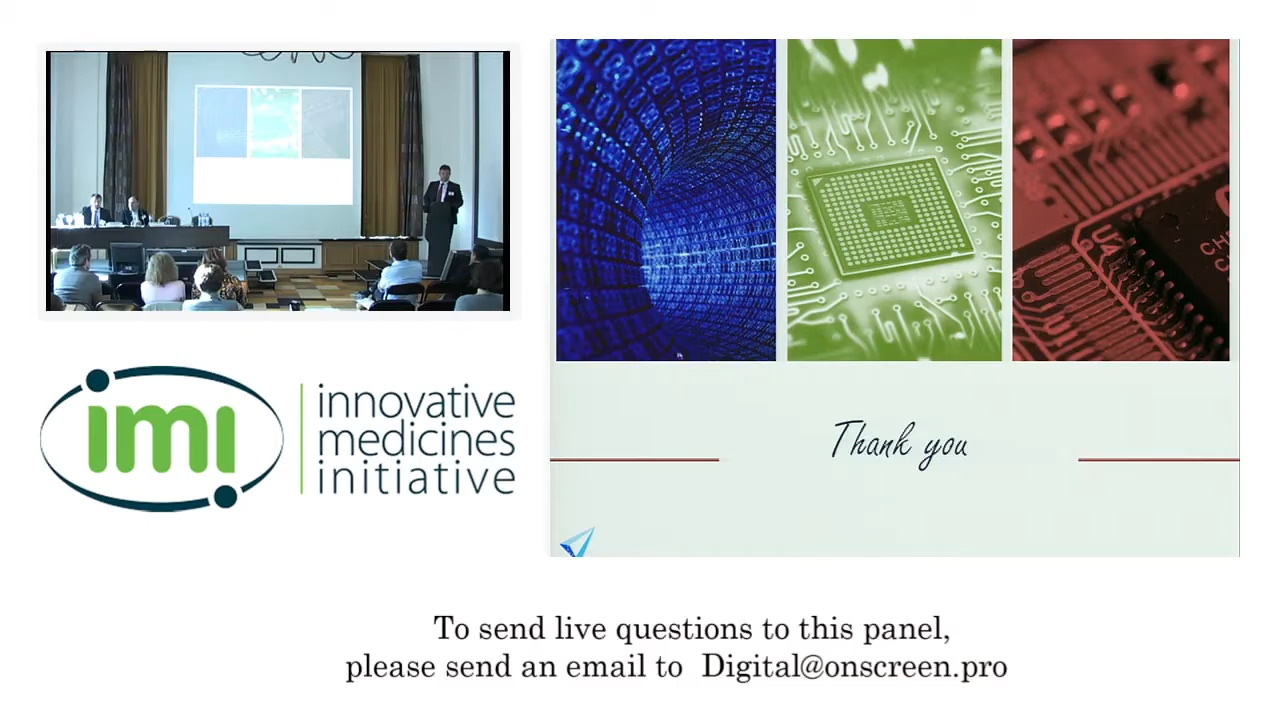 imi
innovative
medicines
initiative
Thank you
To send live questions to this panel,
please send an email to Digital@onscreen.pro